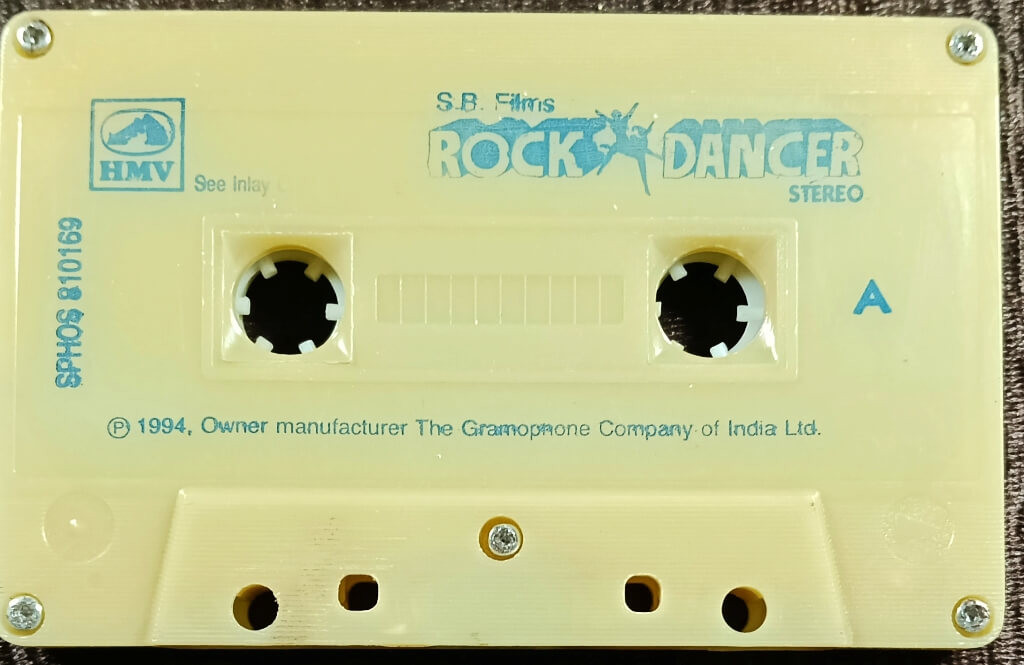 S.B. Films
ROCK DANCER
STEREO
HMV
See Inlay
SPHOS 810169
A
℗ 1994, Owner manufacturer The Gramophone Company of India Ltd.